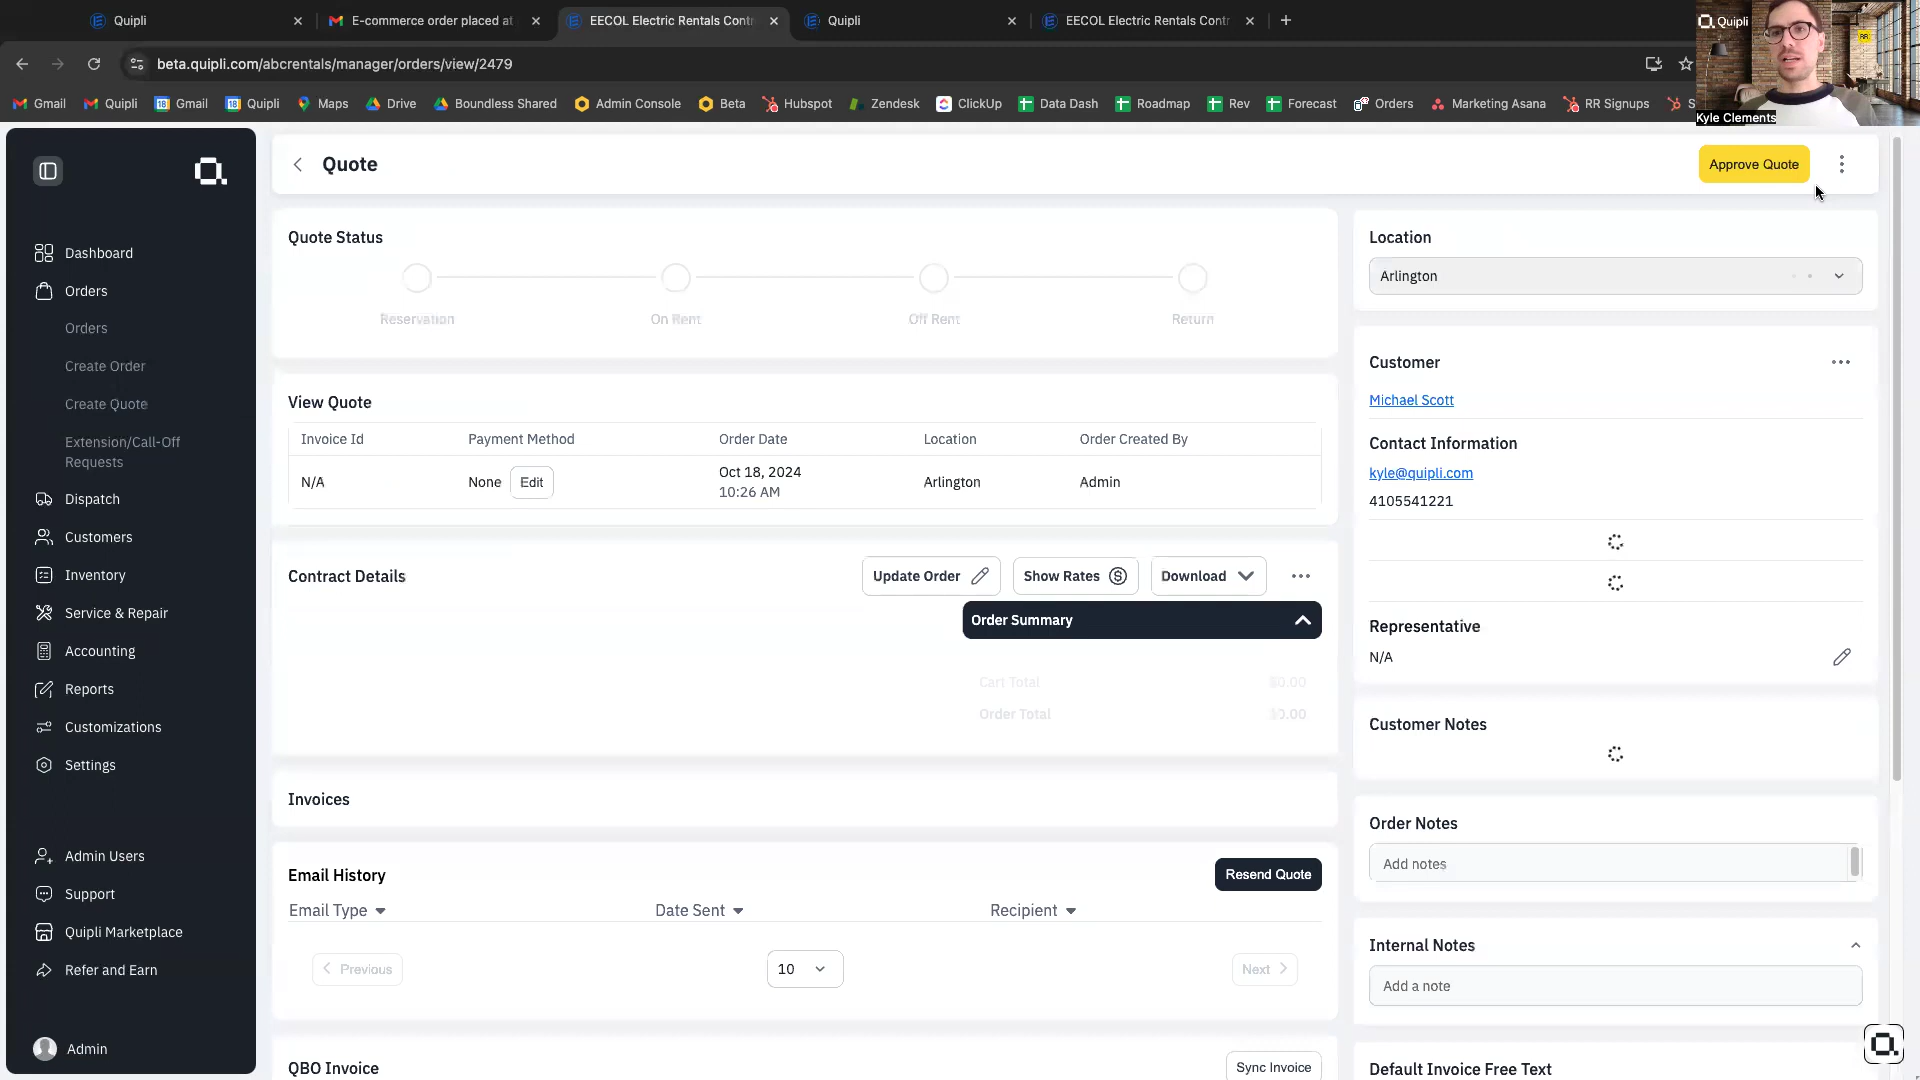 Quipli
E-commerce order placed at
EECOL Electric Rentals Contr
Quipli
EECOL Electric Rentals Contr
beta.quipli.com/abcrentals/manager/orders/view/2479
Gmail
Quipli
Gmail
Quipli
Maps
Drive
Boundless Shared
Admin Console
Beta
Hubspot
Zendesk
ClickUp
Data Dash
Roadmap
Rev
Forecast
Orders
Marketing Asana
RR Signups
S
Quipli
Kyle Clements
Quote
Approve Quote
Dashboard
Orders
Orders
Create Order
Create Quote
Extension/Call-Off
Requests
Dispatch
Customers
Inventory
Service & Repair
Accounting
Reports
Customizations
Settings
Admin Users
Support
Quipli Marketplace
Refer and Earn
Admin
Quote Status
Reservation
On Rent
Off Rent
Return
View Quote
Invoice Id
Payment Method
Order Date
Location
Order Created By
N/A
None
Edit
Oct 18, 2024
10:26 AM
Arlington
Admin
Contract Details
Update Order
Show Rates
Download
Order Summary
Cart Total
$0.00
Order Total
$0.00
Invoices
Email History
Resend Quote
Email Type
Date Sent
Recipient
Previous
10
Next
QBO Invoice
Sync Invoice
Location
Arlington
Customer
Michael Scott
Contact Information
kyle@quipli.com
4105541221
Representative
N/A
Customer Notes
Order Notes
Add notes
Internal Notes
Add a note
Default Invoice Free Text